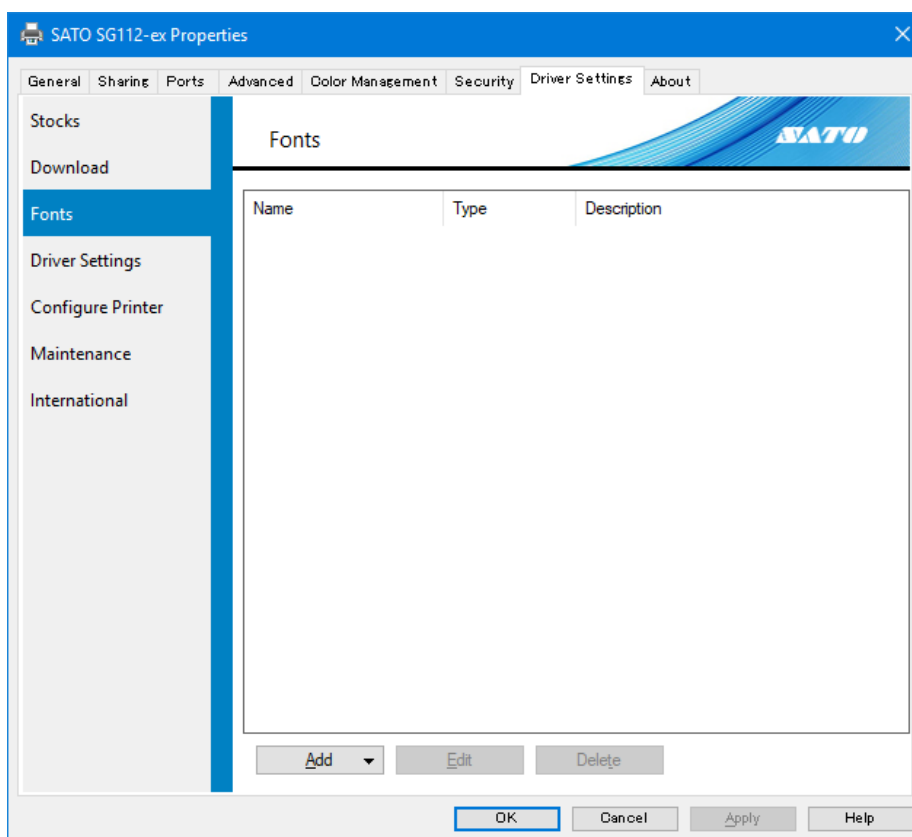 SATO SG112-ex Properties
General Sharing Ports Advanced Color Management Security Driver Settings About
Stocks
Download
Fonts
Driver Settings
Configure Printer
Maintenance
International
Fonts
SATO
Name Type Description
Add Edit Delete
OK Cancel Apply Help